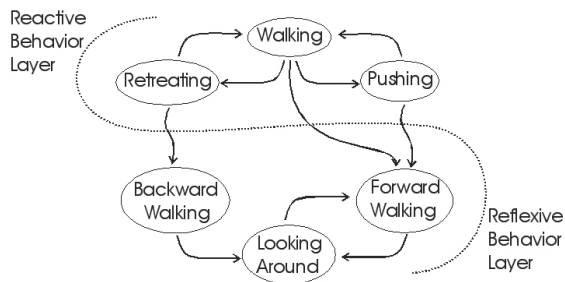 Reactive
Behavior
Layer
Walking
Retreating
Pushing
Backward
Walking
Forward
Walking
Looking
Around
Reflexive
Behavior
Layer